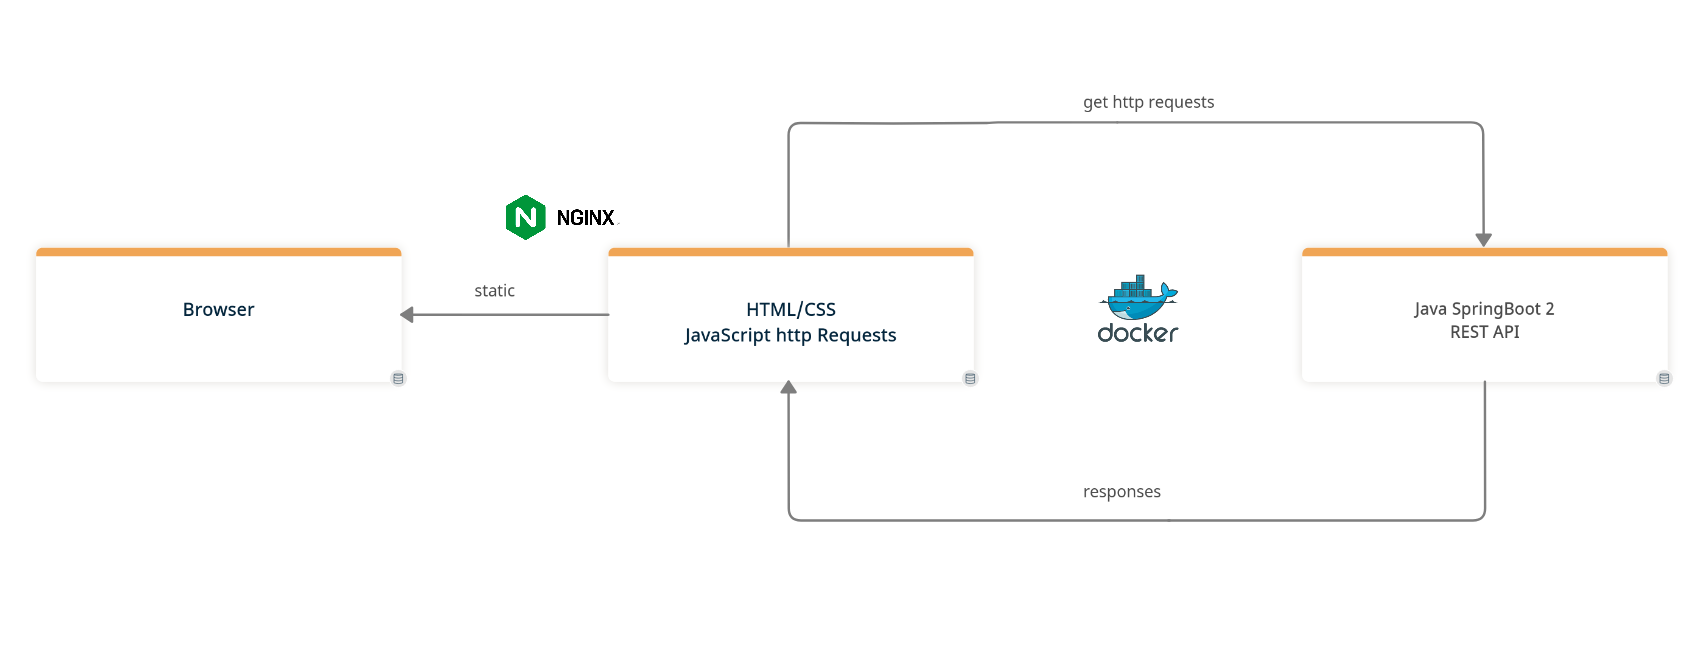 get http requests
NGINX
static
Browser
HTML/CSS
JavaScript http Requests
docker
Java SpringBoot 2
REST API
responses